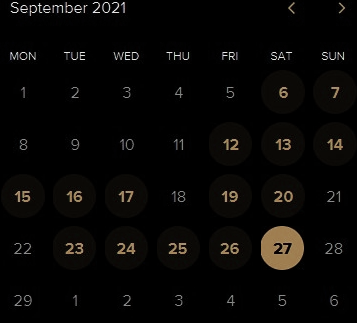 September 2021
MON TUE WED THU FRI SAT SUN
1 2 3 4 5 6 7
8 9 10 11 12 13 14
15 16 17 18 19 20 21
22 23 24 25 26 27 28
29 1 2 3 4 5 6